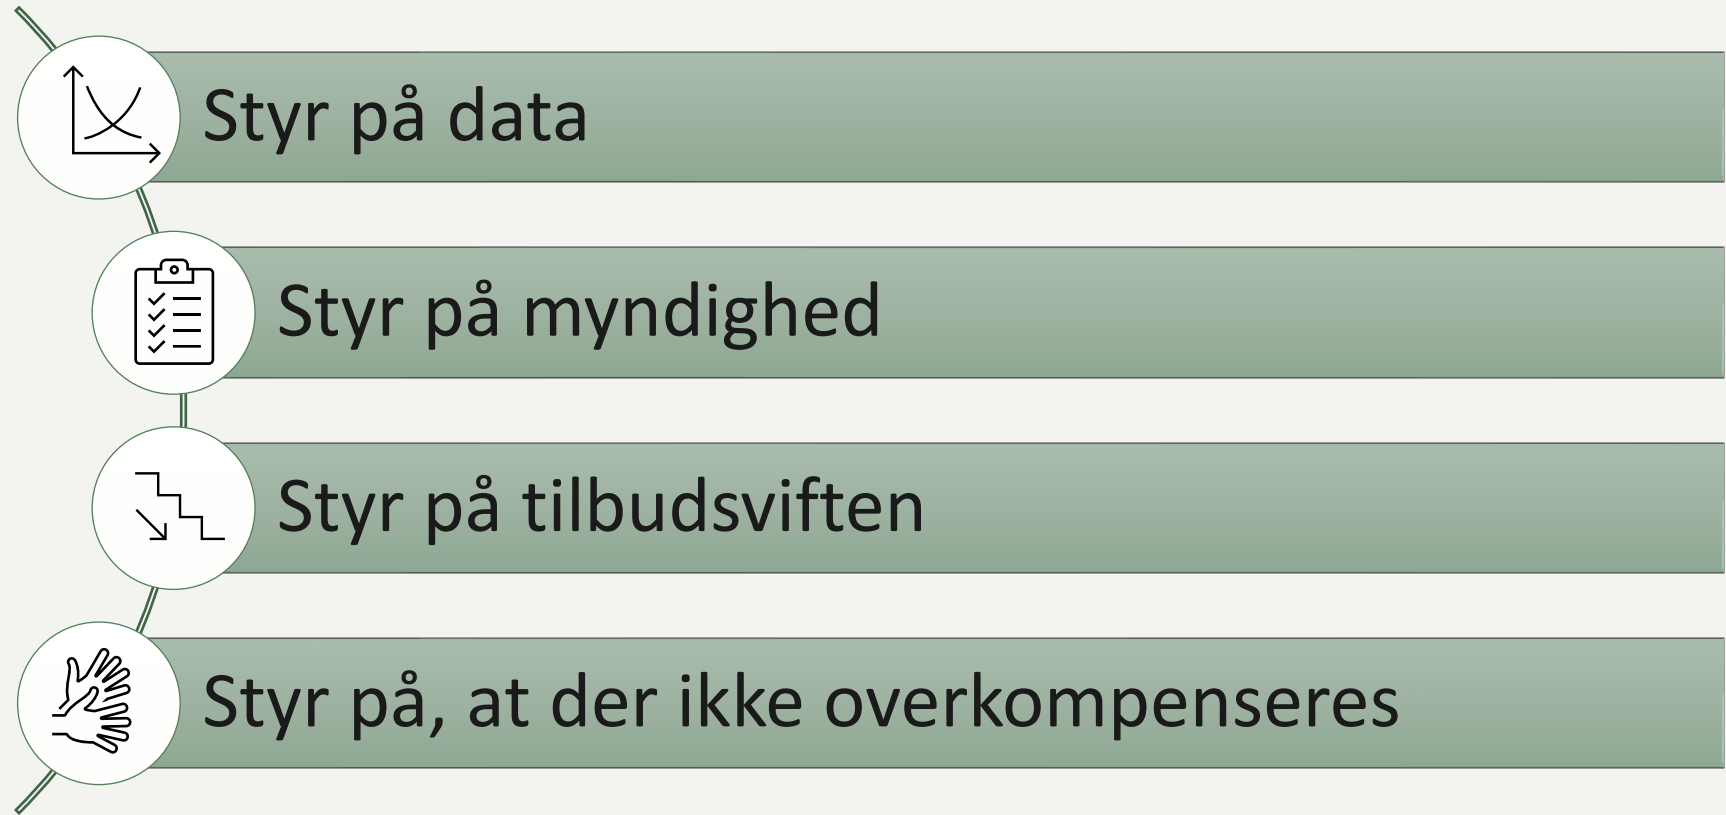 Styr på data
Styr på myndighed
Styr på tilbudsviften
Styr på, at der ikke overkompenseres